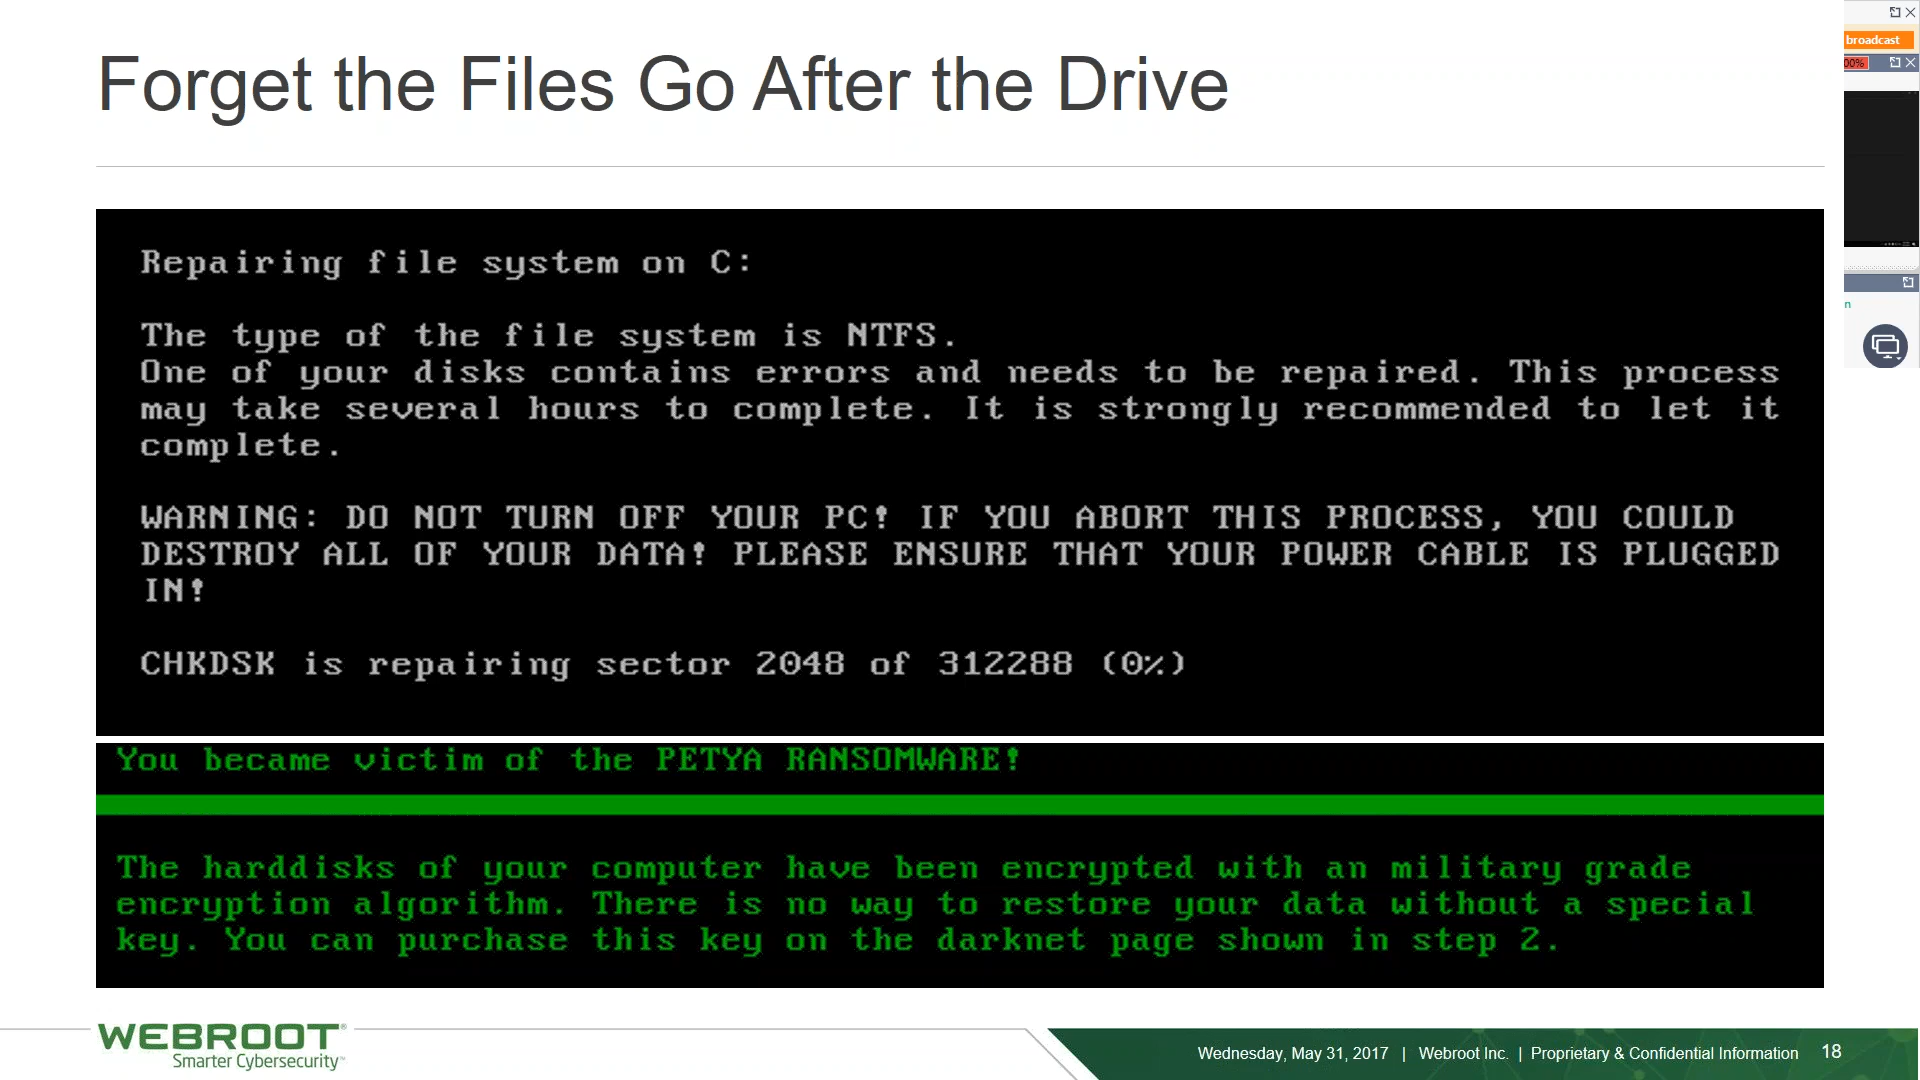 Forget the Files Go After the Drive
broadcast
00%
Repairing file system on C:
The type of the file system is NTFS.
One of your disks contains errors and needs to be repaired. This process
may take several hours to complete. It is strongly recommended to let it
complete.
WARNING: DO NOT TURN OFF YOUR PC! IF YOU ABORT THIS PROCESS, YOU COULD
DESTROY ALL OF YOUR DATA! PLEASE ENSURE THAT YOUR POWER CABLE IS PLUGGED
IN!
CHKDSK is repairing sector 2048 of 312288 (0%)
n
You became victim of the PETYA RANSOMWARE!
The harddisks of your computer have been encrypted with an military grade
encryption algorithm. There is no way to restore your data without a special
key. You can purchase this key on the darknet page shown in step 2.
WEBROOT®
Smarter Cybersecurity™
Wednesday, May 31, 2017 | Webroot Inc. | Proprietary & Confidential Information 18